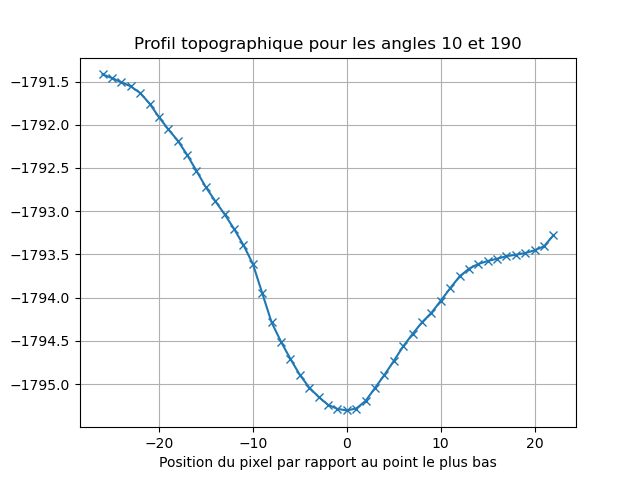 Profil topographique pour les angles 10 et 190
−1791.5
−1792.0
−1792.5
−1793.0
−1793.5
−1794.0
−1794.5
−1795.0
−20 −10 0 10 20
Position du pixel par rapport au point le plus bas